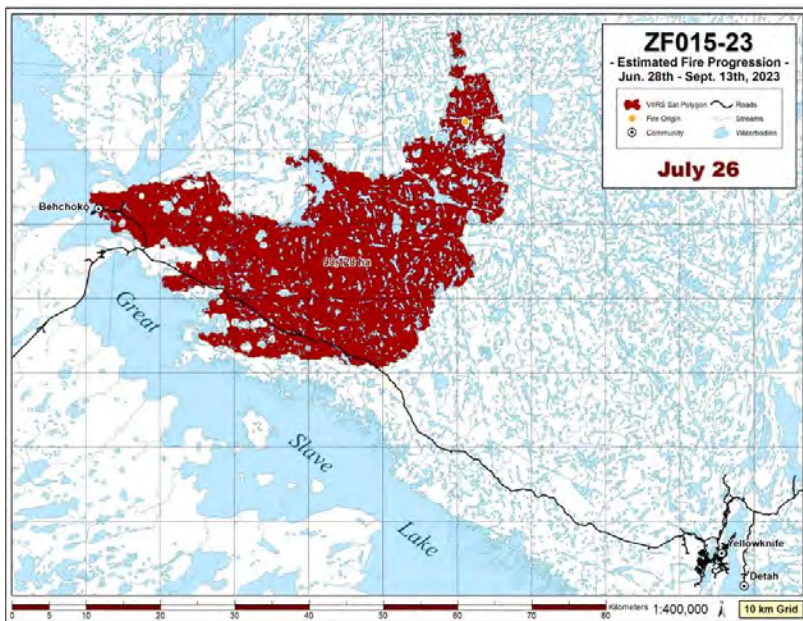 ZF015-23
- Estimated Fire Progression -
Jun. 28th - Sept. 13th, 2023
VIIRS Sat Polygon
Roads
Fire Origin
Streams
Community
Waterbodies
July 26
Behchoko
Great
Slave
Lake
Yellowknife
Detah
0 5 10 20 30 40 50 60 70 80
Kilometers
1:400,000
10 km Grid